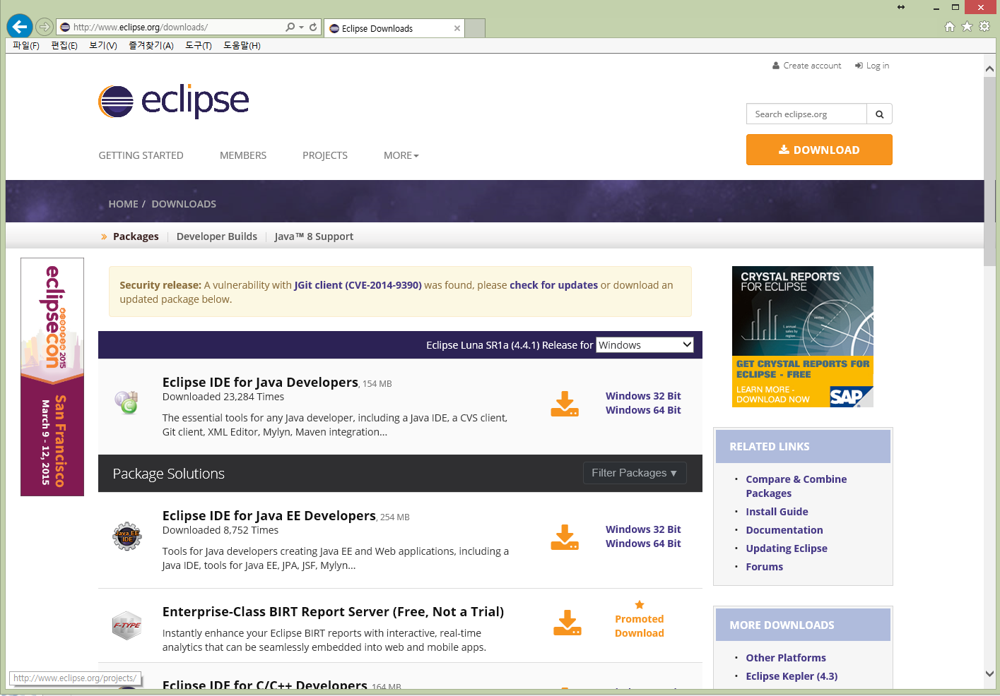 http://www.eclipse.org/downloads/
Eclipse Downloads
파일(F) 편집(E) 보기(V) 즐겨찾기(A) 도구(T) 도움말(H)
Create account Log in
eclipse
Search eclipse.org
DOWNLOAD
GETTING STARTED MEMBERS PROJECTS MORE
HOME / DOWNLOADS
» Packages Developer Builds Java™ 8 Support
eclipsecon
2015
San Francisco
March 9 - 12, 2015
Security release: A vulnerability with JGit client (CVE-2014-9390) was found, please check for updates or download an
updated package below.
Eclipse Luna SR1a (4.4.1) Release for Windows
Eclipse IDE for Java Developers, 154 MB
Downloaded 23,284 Times
The essential tools for any Java developer, including a Java IDE, a CVS client,
Git client, XML Editor, Mylyn, Maven integration...
Windows 32 Bit
Windows 64 Bit
Package Solutions
Filter Packages ▼
Eclipse IDE for Java EE Developers, 254 MB
Downloaded 8,752 Times
Tools for Java developers creating Java EE and Web applications, including a
Java IDE, tools for Java EE, JPA, JSF, Mylyn...
Java EE
IDE
Windows 32 Bit
Windows 64 Bit
Enterprise-Class BIRT Report Server (Free, Not a Trial)
Instantly enhance your Eclipse BIRT reports with interactive, real-time
analytics that can be seamlessly embedded into web and mobile apps.
F-TYPE
Promoted
Download
Eclipse IDE for C/C++ Developers, 164 MB
CRYSTAL REPORTS®
FOR ECLIPSE
GET CRYSTAL REPORTS FOR
ECLIPSE - FREE
LEARN MORE -
DOWNLOAD NOW
SAP
RELATED LINKS
• Compare & Combine
Packages
• Install Guide
• Documentation
• Updating Eclipse
• Forums
MORE DOWNLOADS
• Other Platforms
• Eclipse Kepler (4.3)
http://www.eclipse.org/projects/